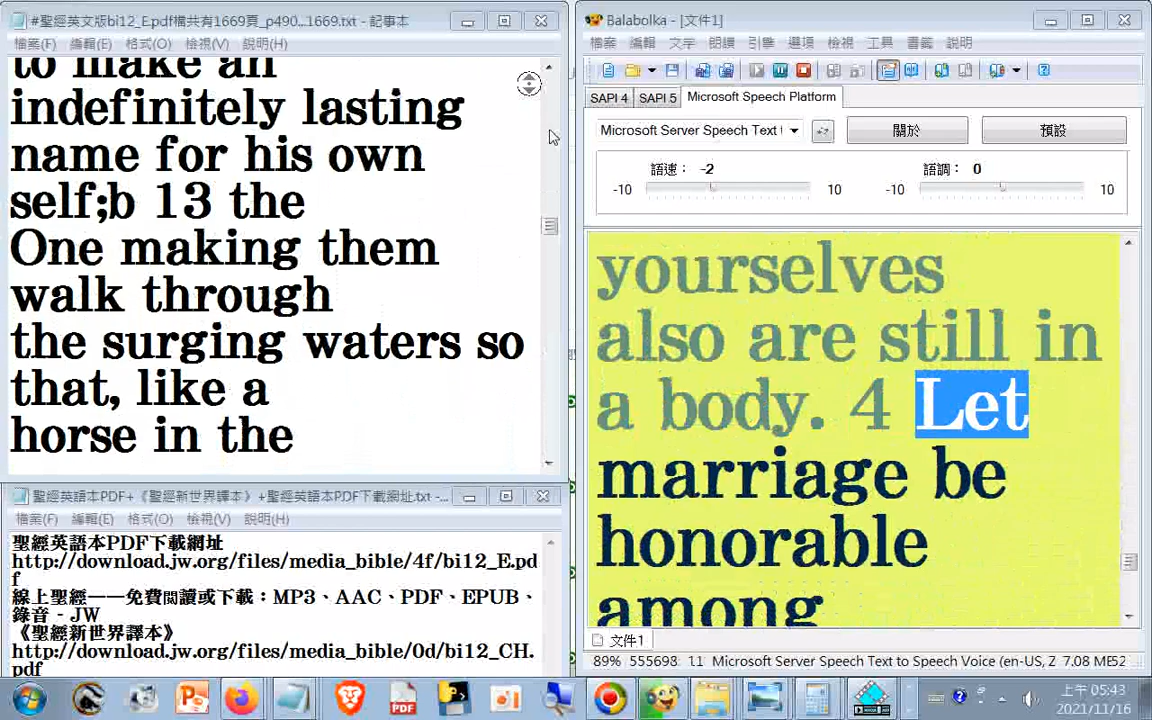 #聖經英文版bi12_E.pdf檔共有1669頁_p490...1669.txt - 記事本
檔案(F) 編輯(E) 格式(O) 檢視(V) 說明(H)
to make an
indefinitely lasting
name for his own
self;b 13 the
One making them
walk through
the surging waters so
that, like a
horse in the
聖經英語本PDF+《聖經新世界譯本》+聖經英語本PDF下載網址.txt -...
檔案(F) 編輯(E) 格式(O) 檢視(V) 說明(H)
聖經英語本PDF下載網址
http://download.jw.org/files/media_bible/4f/bi12_E.pd
f
線上聖經——免費閱讀或下載：MP3、AAC、PDF、EPUB、
錄音 - JW
《聖經新世界譯本》
http://download.jw.org/files/media_bible/0d/bi12_CH.
pdf
Balabolka - [文件1]
檔案 編輯 文字 朗讀 引擎 選項 檢視 工具 書籤 說明
SAPI 4 SAPI 5 Microsoft Speech Platform
Microsoft Server Speech Text t 關於 預設
語速： -2 語調： 0
-10 10 -10 10
yourselves
also are still in
a body. 4 Let
marriage be
honorable
among
文件1
89% 555698: 11 Microsoft Server Speech Text to Speech Voice (en-US, Z 7.08 ME52
上午 05:43
2021/11/16